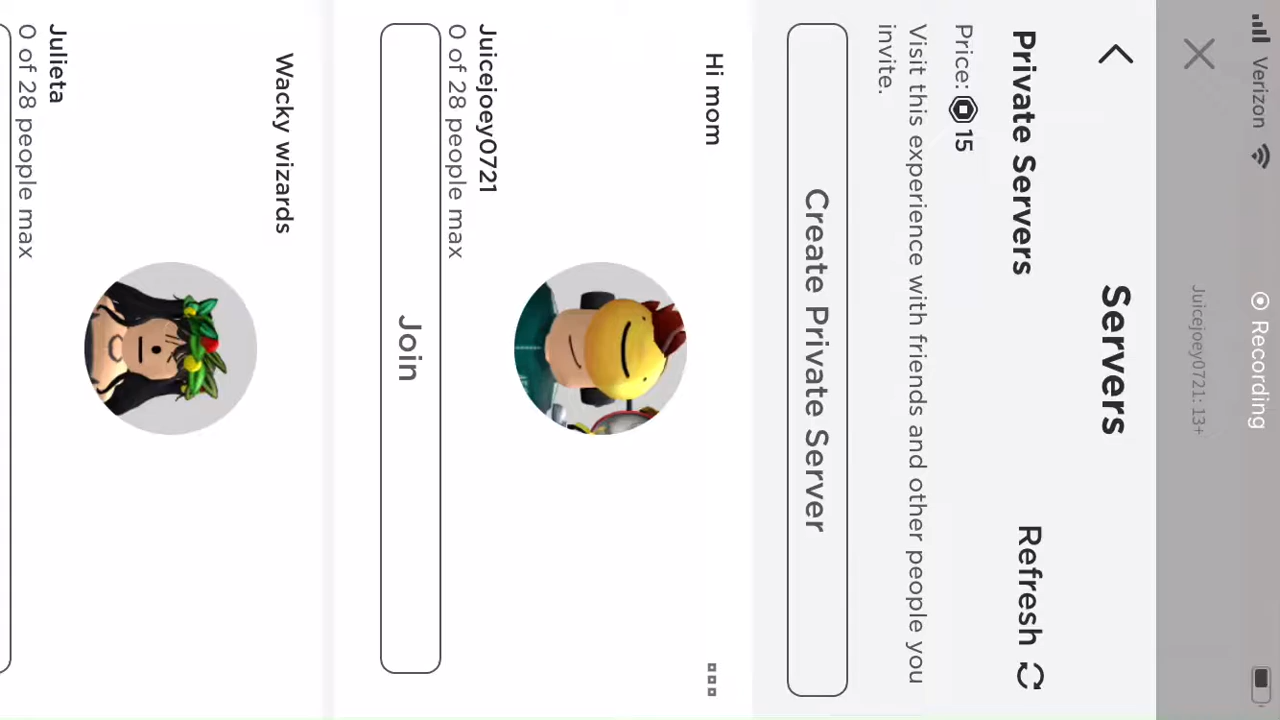 Verizon
Recording
Juicejoey0721: 13+
Servers
Private Servers
Refresh
Price: 15
Visit this experience with friends and other people you
invite.
Create Private Server
Hi mom
Juicejoey0721
0 of 28 people max
Join
Wacky wizards
Julieta
0 of 28 people max